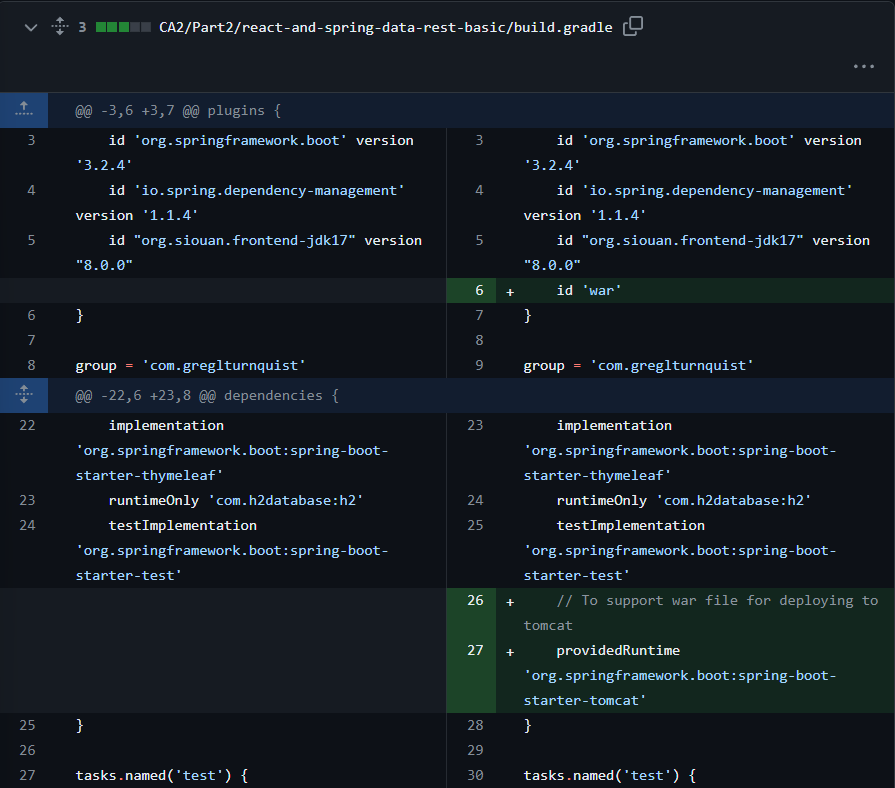 3 CA2/Part2/react-and-spring-data-rest-basic/build.gradle
@@ -3,6 +3,7 @@ plugins {
3 id 'org.springframework.boot' version
'3.2.4'
4 id 'io.spring.dependency-management'
version '1.1.4'
5 id "org.siouan.frontend-jdk17" version
"8.0.0"
6 }
7
8 group = 'com.greglturnquist'
3 id 'org.springframework.boot' version
'3.2.4'
4 id 'io.spring.dependency-management'
version '1.1.4'
5 id "org.siouan.frontend-jdk17" version
"8.0.0"
6 + id 'war'
7 }
8
9 group = 'com.greglturnquist'
@@ -22,6 +23,8 @@ dependencies {
22 implementation
'org.springframework.boot:spring-boot-
starter-thymeleaf'
23 runtimeOnly 'com.h2database:h2'
24 testImplementation
'org.springframework.boot:spring-boot-
starter-test'
25 }
26
27 tasks.named('test') {
23 implementation
'org.springframework.boot:spring-boot-
starter-thymeleaf'
24 runtimeOnly 'com.h2database:h2'
25 testImplementation
'org.springframework.boot:spring-boot-
starter-test'
26 + // To support war file for deploying to
tomcat
27 + providedRuntime
'org.springframework.boot:spring-boot-
starter-tomcat'
28 }
29
30 tasks.named('test') {